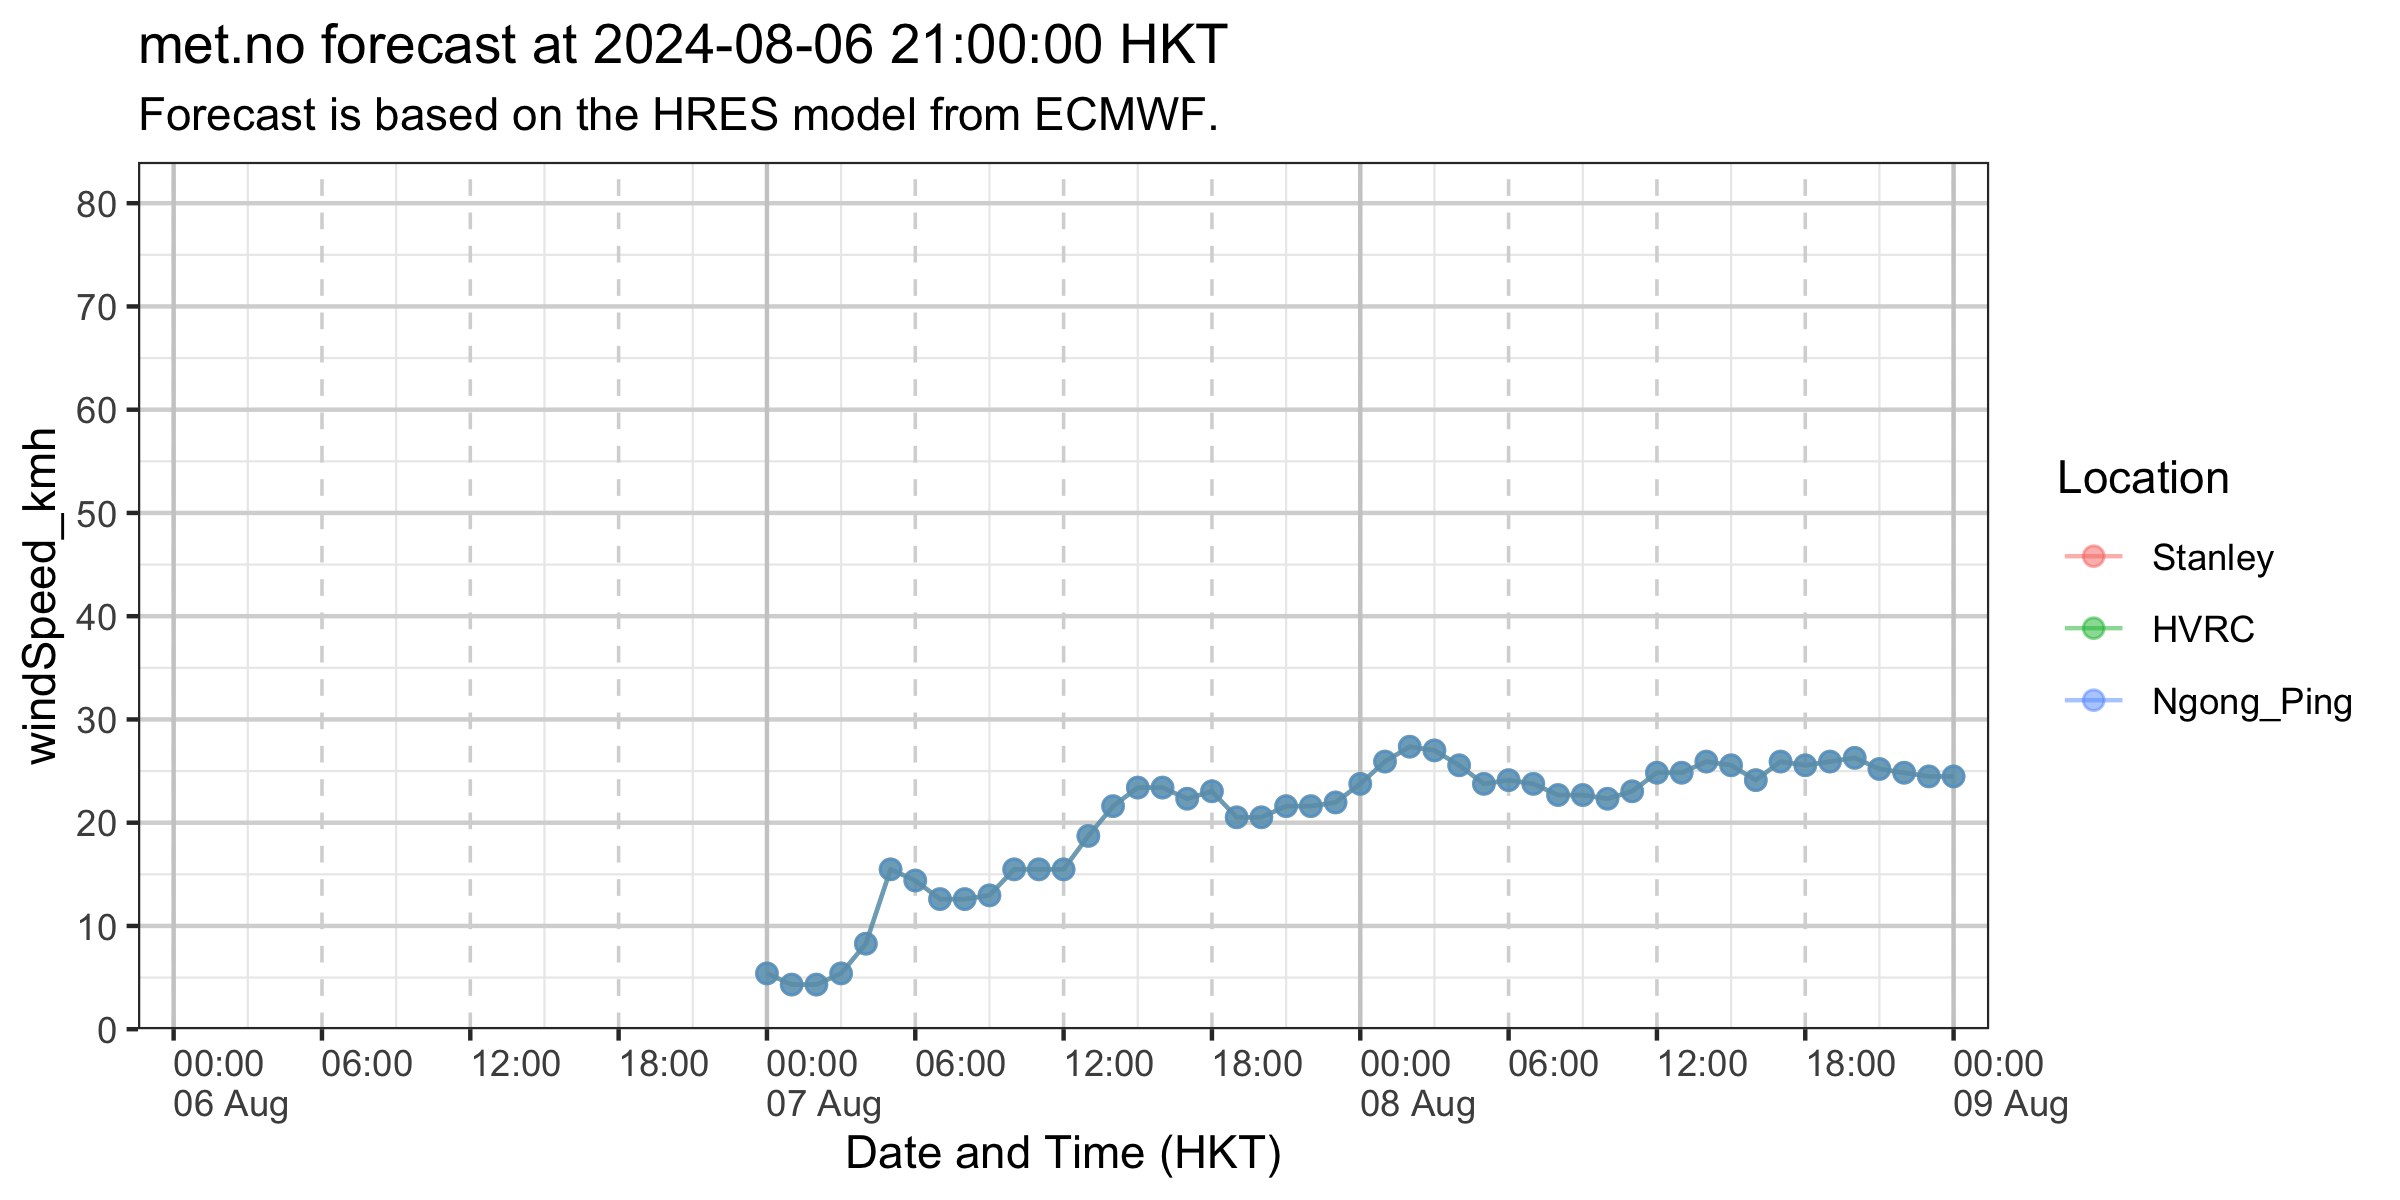 met.no forecast at 2024-08-06 21:00:00 HKT
Forecast is based on the HRES model from ECMWF.
windSpeed_kmh
80
70
60
50
40
30
20
10
0
00:00 06:00 12:00 18:00 00:00 06:00 12:00 18:00 00:00 06:00 12:00 18:00 00:00
06 Aug 07 Aug 08 Aug 09 Aug
Date and Time (HKT)
Location
Stanley
HVRC
Ngong_Ping